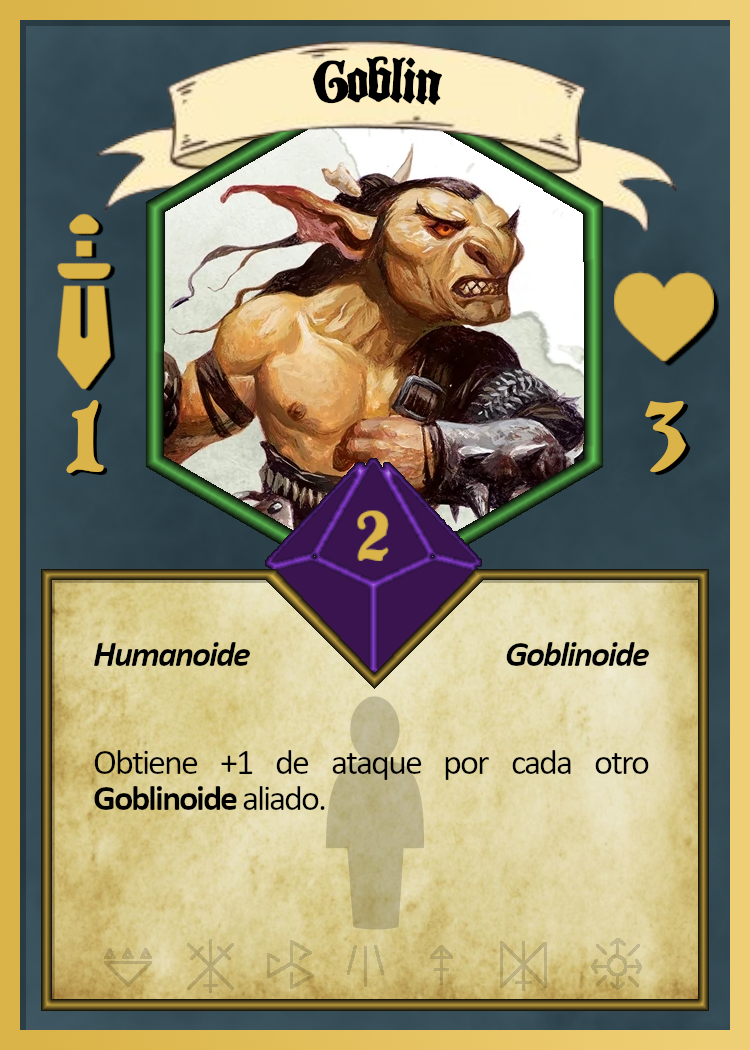 Goblin
1
3
2
Humanoide Goblinoide
Obtiene +1 de ataque por cada otro
Goblinoide aliado.